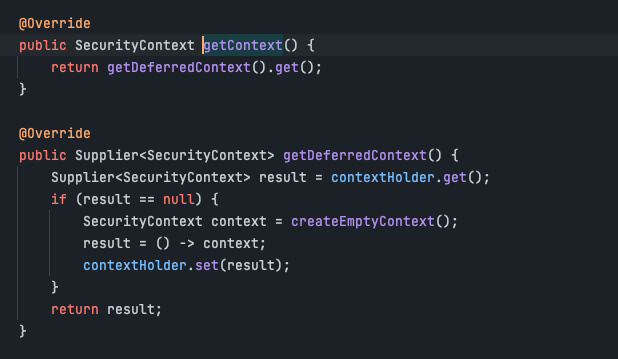 @Override
public SecurityContext getContext() {
    return getDeferredContext().get();
}

@Override
public Supplier<SecurityContext> getDeferredContext() {
    Supplier<SecurityContext> result = contextHolder.get();
    if (result == null) {
        SecurityContext context = createEmptyContext();
        result = () -> context;
        contextHolder.set(result);
    }
    return result;
}